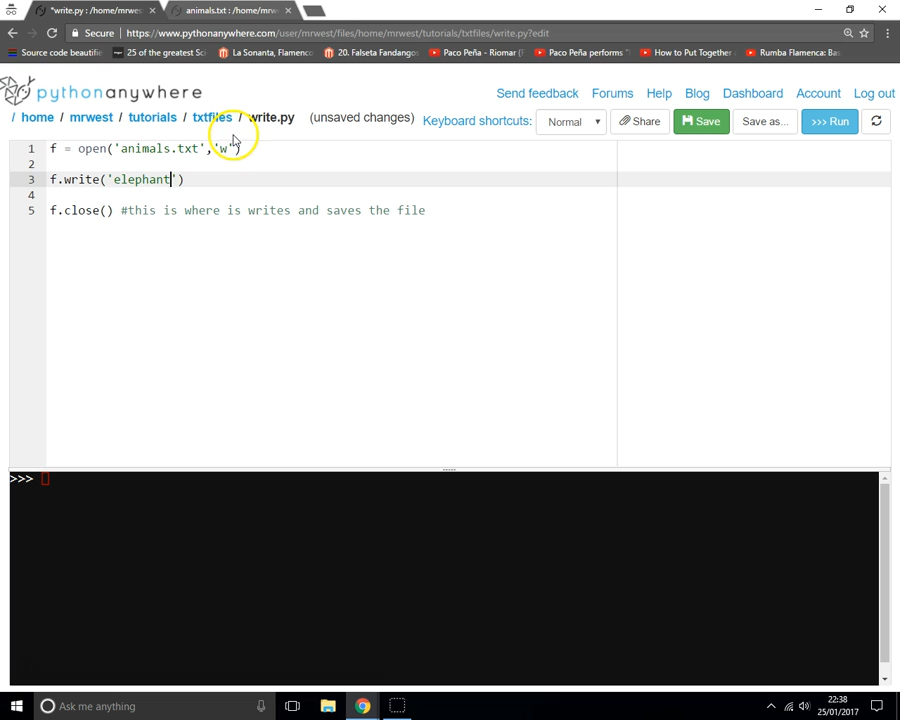 *write.py : /home/mrwes
animals.txt : /home/mrw
Secure https://www.pythonanywhere.com/user/mrwest/files/home/mrwest/tutorials/txtfiles/write.py?edit
Source code beautifie 25 of the greatest Sci La Sonanta, Flamenco 20. Falseta Fandangos Paco Peña - Riomar (F Paco Peña performs " How to Put Together a Rumba Flamenca: Bas
pythonanywhere
Send feedback Forums Help Blog Dashboard Account Log out
/ home / mrwest / tutorials / txtfiles / write.py (unsaved changes) Keyboard shortcuts: Normal Share Save Save as... >>> Run
1 f = open('animals.txt','w')
2
3 f.write('elephant')
4
5 f.close() #this is where is writes and saves the file
>>>
Ask me anything
22:38
25/01/2017